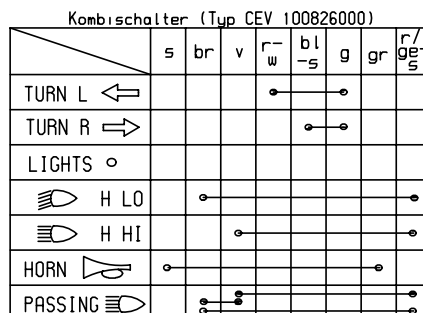 Kombischalter (Typ CEV 100826000)
s br v r-w bl-s g gr r/ge-s
TURN L
TURN R
LIGHTS
H LO
H HI
HORN
PASSING